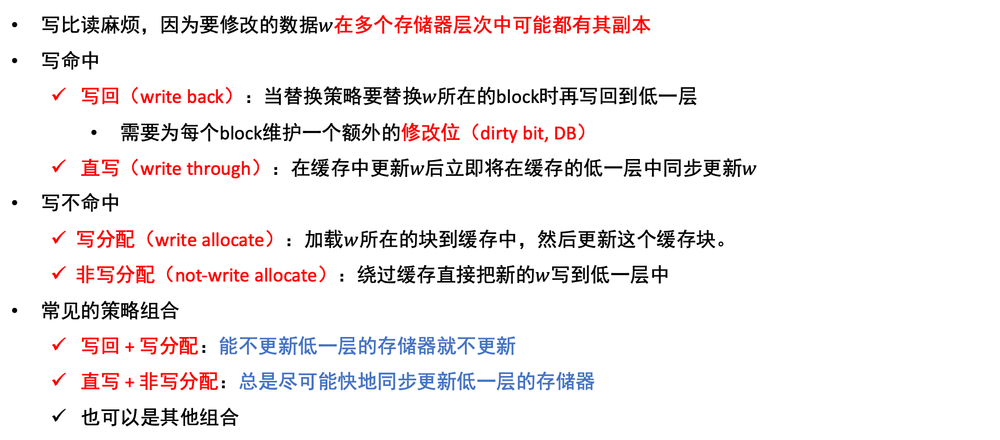 • 写比读麻烦，因为要修改的数据w在多个存储器层次中可能都有其副本
• 写命中
✓ 写回（write back）：当替换策略要替换w所在的block时再写回到低一层
• 需要为每个block维护一个额外的修改位（dirty bit, DB）
✓ 直写（write through）：在缓存中更新w后立即将在缓存的低一层中同步更新w
• 写不命中
✓ 写分配（write allocate）：加载w所在的块到缓存中，然后更新这个缓存块。
✓ 非写分配（not-write allocate）：绕过缓存直接把新的w写到低一层中
• 常见的策略组合
✓ 写回 + 写分配：能不更新低一层的存储器就不更新
✓ 直写 + 非写分配：总是尽可能快地同步更新低一层的存储器
✓ 也可以是其他组合